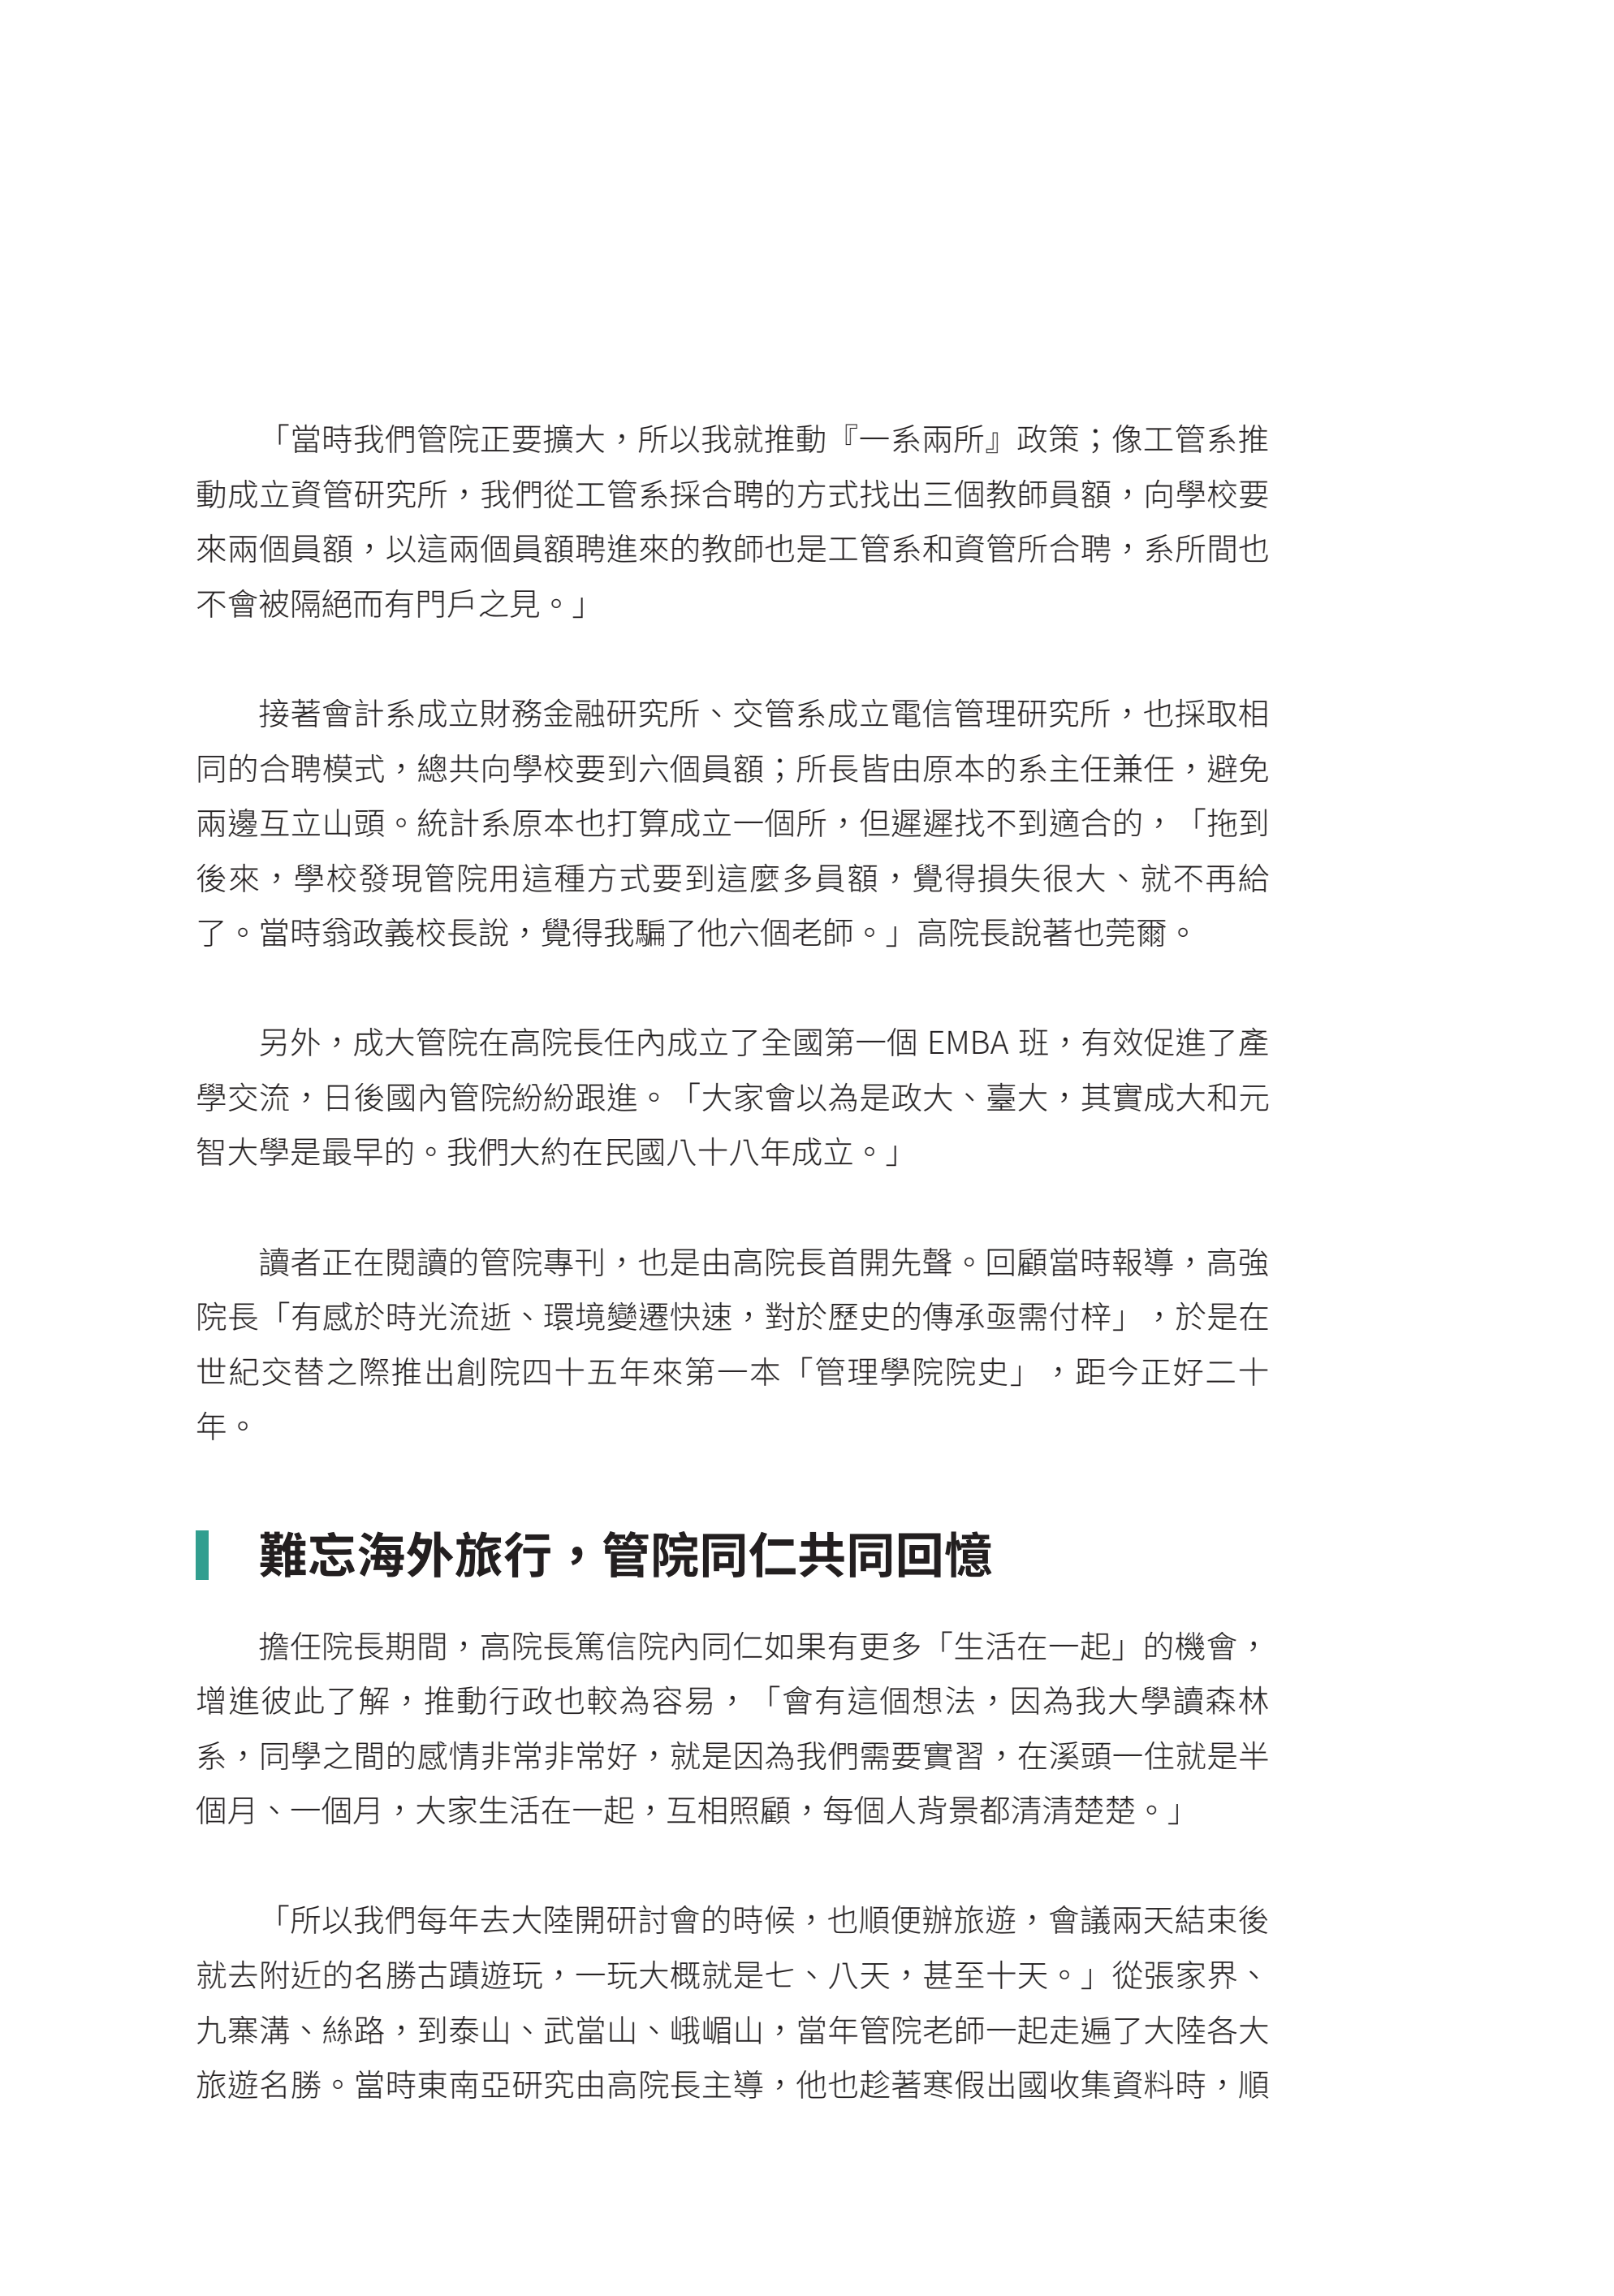 「當時我們管院正要擴大，所以我就推動『一系兩所』政策；像工管系推
動成立資管研究所，我們從工管系採合聘的方式找出三個教師員額，向學校要
來兩個員額，以這兩個員額聘進來的教師也是工管系和資管所合聘，系所間也
不會被隔絕而有門戶之見。」
接著會計系成立財務金融研究所、交管系成立電信管理研究所，也採取相
同的合聘模式，總共向學校要到六個員額；所長皆由原本的系主任兼任，避免
兩邊互立山頭。統計系原本也打算成立一個所，但遲遲找不到適合的，「拖到
後來，學校發現管院用這種方式要到這麼多員額，覺得損失很大、就不再給
了。當時翁政義校長說，覺得我騙了他六個老師。」高院長說著也莞爾。
另外，成大管院在高院長任內成立了全國第一個 EMBA 班，有效促進了產
學交流，日後國內管院紛紛跟進。「大家會以為是政大、臺大，其實成大和元
智大學是最早的。我們大約在民國八十八年成立。」
讀者正在閱讀的管院專刊，也是由高院長首開先聲。回顧當時報導，高強
院長「有感於時光流逝、環境變遷快速，對於歷史的傳承亟需付梓」，於是在
世紀交替之際推出創院四十五年來第一本「管理學院院史」，距今正好二十
年。
難忘海外旅行，管院同仁共同回憶
擔任院長期間，高院長篤信院內同仁如果有更多「生活在一起」的機會，
增進彼此了解，推動行政也較為容易，「會有這個想法，因為我大學讀森林
系，同學之間的感情非常非常好，就是因為我們需要實習，在溪頭一住就是半
個月、一個月，大家生活在一起，互相照顧，每個人背景都清清楚楚。」
「所以我們每年去大陸開研討會的時候，也順便辦旅遊，會議兩天結束後
就去附近的名勝古蹟遊玩，一玩大概就是七、八天，甚至十天。」從張家界、
九寨溝、絲路，到泰山、武當山、峨嵋山，當年管院老師一起走遍了大陸各大
旅遊名勝。當時東南亞研究由高院長主導，他也趁著寒假出國收集資料時，順